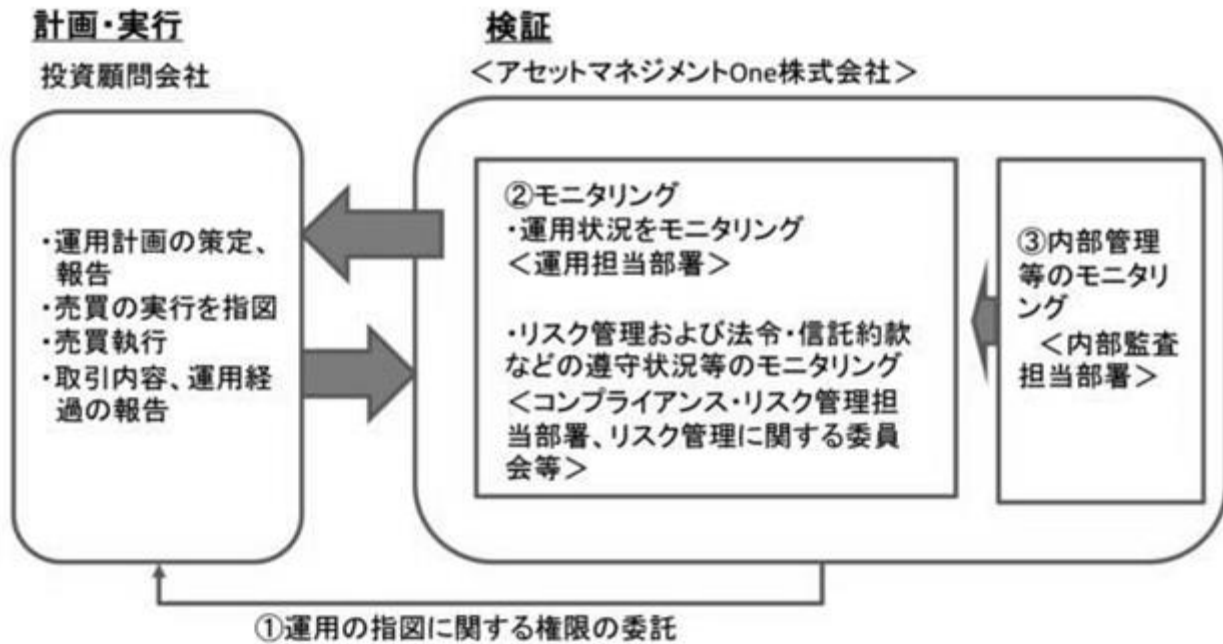 計画・実行
投資顧問会社
・運用計画の策定、
報告
・売買の実行を指図
・売買執行
・取引内容、運用経
過の報告
検証
＜アセットマネジメントOne株式会社＞
②モニタリング
・運用状況をモニタリング
＜運用担当部署＞
・リスク管理および法令・信託約款
などの遵守状況等のモニタリング
＜コンプライアンス・リスク管理担
当部署、リスク管理に関する委員
会等＞
③内部管理
等のモニタリ
ング
＜内部監査
担当部署＞
①運用の指図に関する権限の委託